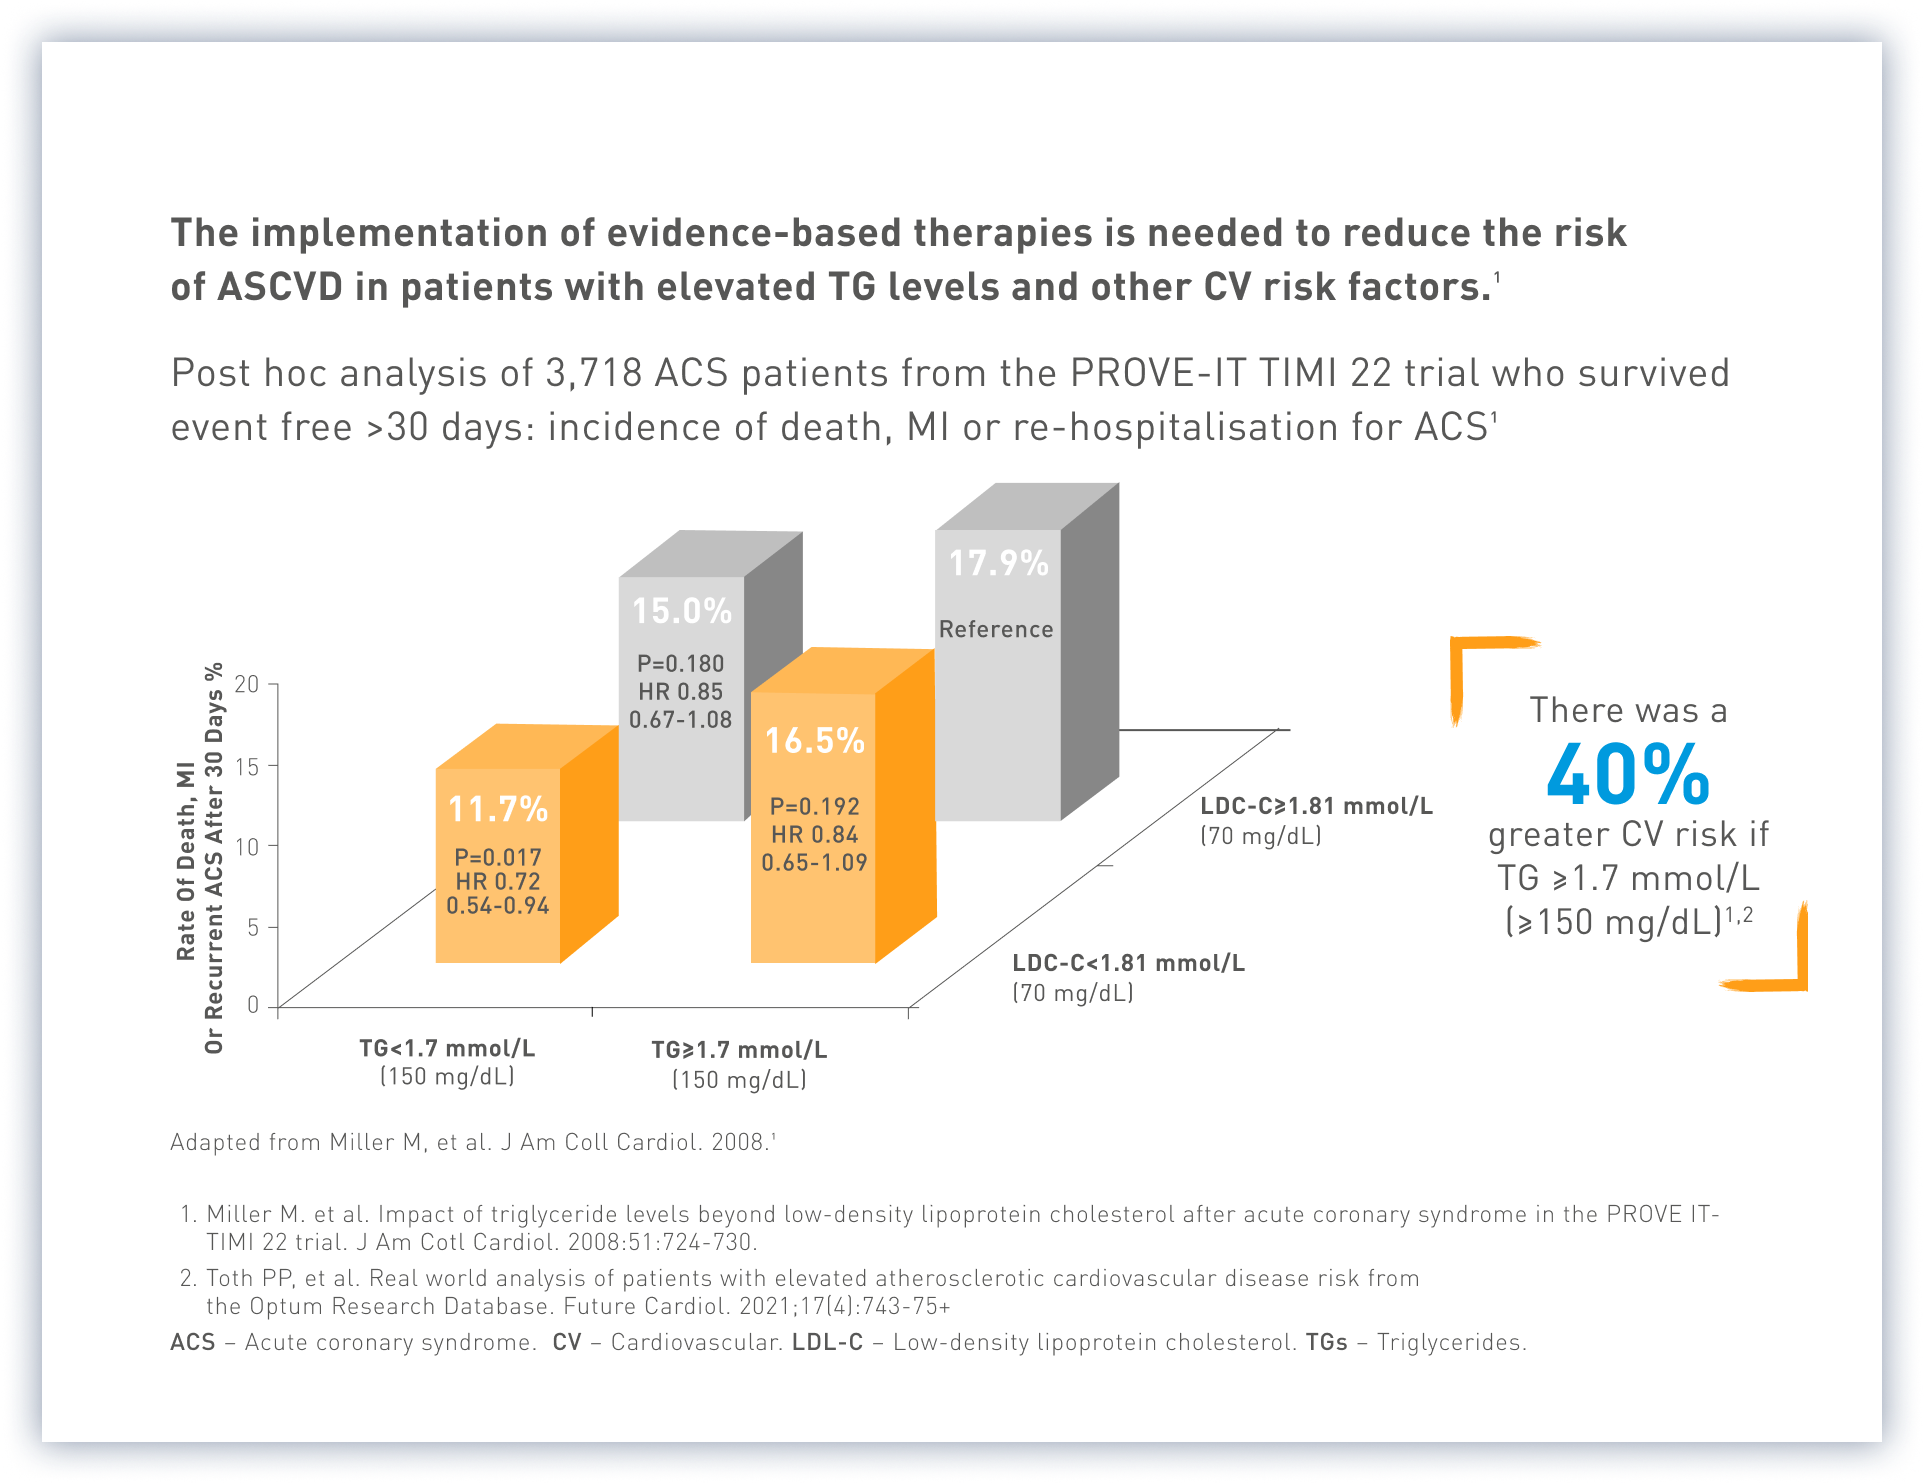 The implementation of evidence-based therapies is needed to reduce the risk
of ASCVD in patients with elevated TG levels and other CV risk factors.¹
Post hoc analysis of 3,718 ACS patients from the PROVE-IT TIMI 22 trial who survived
event free >30 days: incidence of death, MI or re-hospitalisation for ACS¹
Rate Of Death, MI
Or Recurrent ACS After 30 Days %
20
15
10
5
0
11.7%
P=0.017
HR 0.72
0.54-0.94
15.0%
P=0.180
HR 0.85
0.67-1.08
16.5%
P=0.192
HR 0.84
0.65-1.09
17.9%
Reference
LDC-C⩾1.81 mmol/L
(70 mg/dL)
LDC-C<1.81 mmol/L
(70 mg/dL)
TG<1.7 mmol/L
(150 mg/dL)
TG⩾1.7 mmol/L
(150 mg/dL)
There was a
40%
greater CV risk if
TG ⩾1.7 mmol/L
(⩾150 mg/dL)¹,²
Adapted from Miller M, et al. J Am Coll Cardiol. 2008.¹
1. Miller M. et al. Impact of triglyceride levels beyond low-density lipoprotein cholesterol after acute coronary syndrome in the PROVE IT-
TIMI 22 trial. J Am Cotl Cardiol. 2008:51:724-730.
2. Toth PP, et al. Real world analysis of patients with elevated atherosclerotic cardiovascular disease risk from
the Optum Research Database. Future Cardiol. 2021;17(4):743-75+
ACS – Acute coronary syndrome. CV – Cardiovascular. LDL-C – Low-density lipoprotein cholesterol. TGs – Triglycerides.